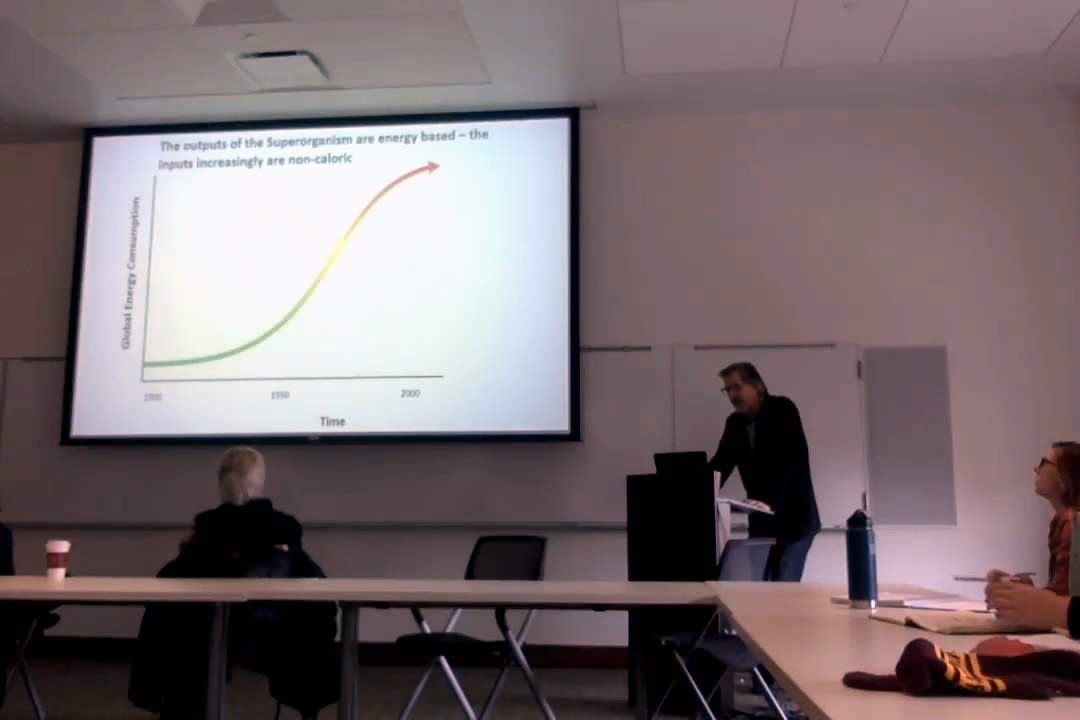 The outputs of the Superorganism are energy based – the
inputs increasingly are non-caloric
Global Energy Consumption
1900
1950
2000
Time